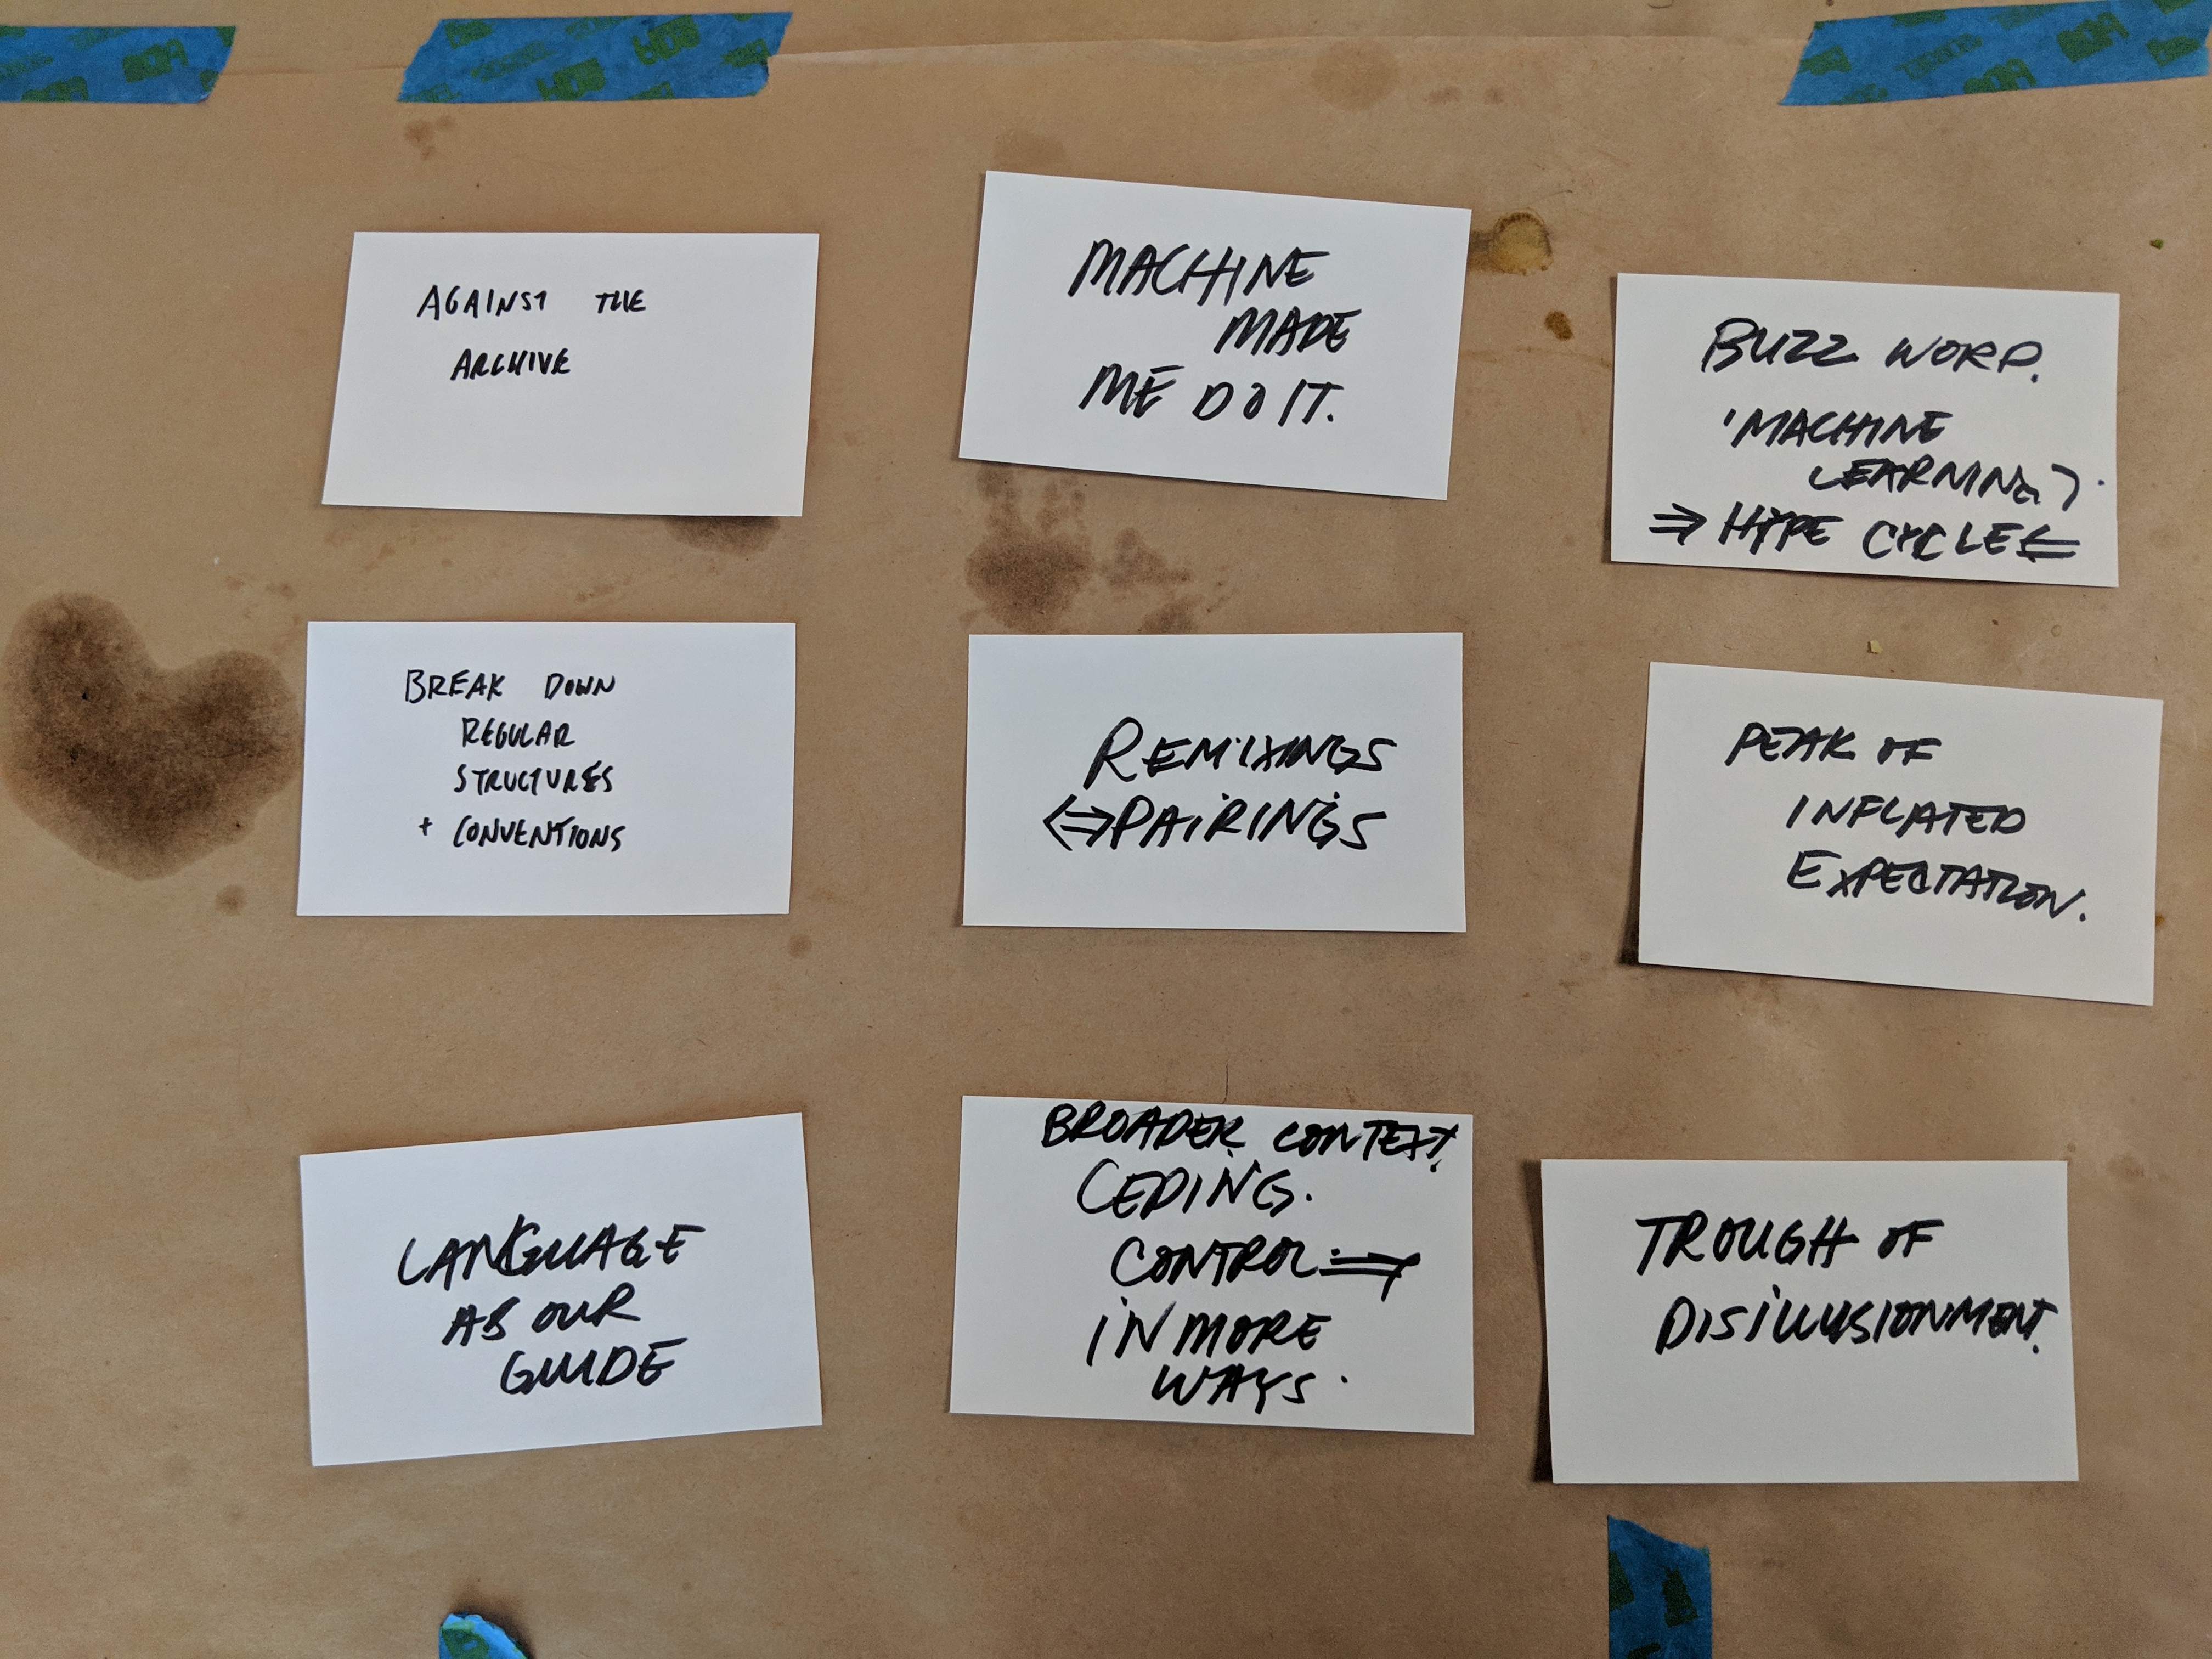 AGAINST THE
ARCHIVE
MACHINE
MADE
ME DO IT.
BUZZ WORD.
'MACHINE
LEARNING'.
⇒ HYPE CYCLE ⇐
BREAK DOWN
REGULAR
STRUCTURES
+ CONVENTIONS
REMIXINGS
⇔ PAIRINGS
PEAK OF
INFLATED
EXPECTATION.
LANGUAGE
AS OUR
GUIDE
BROADER CONTEXT.
CEDING.
CONTROL ⇒
IN MORE
WAYS.
TROUGH OF
DISILLUSIONMENT.